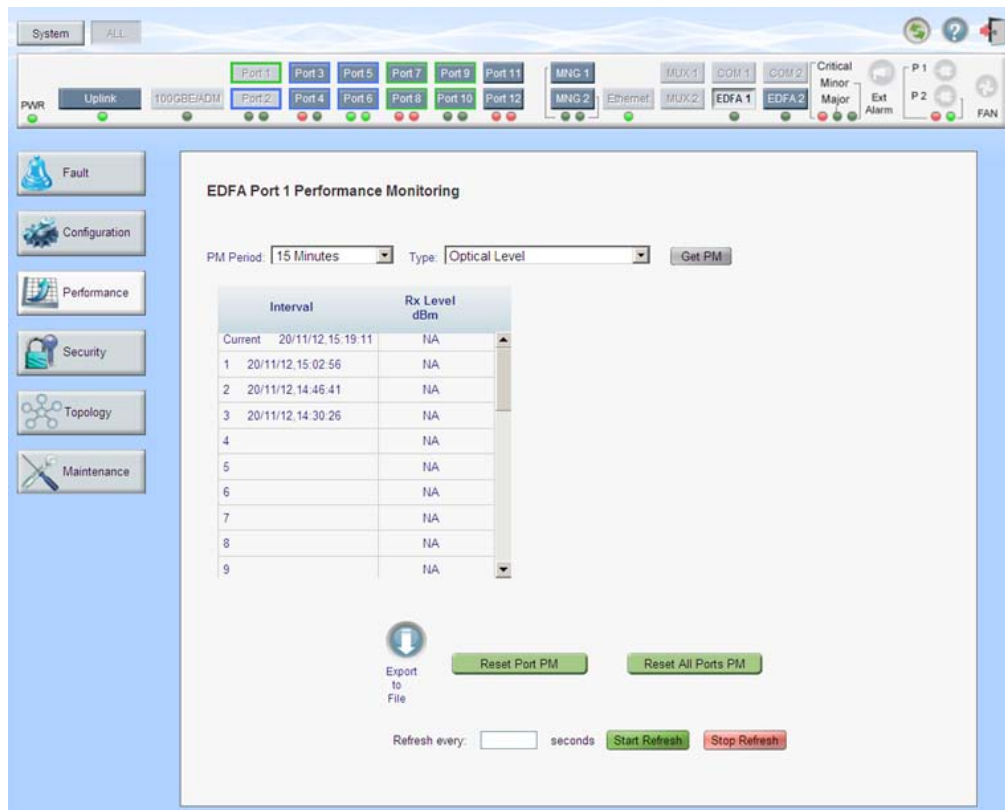 System ALL
Port 1 Port 3 Port 5 Port 7 Port 9 Port 11 MNG 1 MUX 1 COM 1 COM 2 Critical P 1
Minor
PWR Uplink 100GBE/ADM Port 2 Port 4 Port 6 Port 8 Port 10 Port 12 MNG 2 Ethernet MUX 2 EDFA 1 EDFA 2 Major Ext Alarm P 2 FAN
Fault
Configuration
Performance
Security
Topology
Maintenance
EDFA Port 1 Performance Monitoring
PM Period: 15 Minutes Type: Optical Level Get PM
Interval Rx Level dBm
Current 20/11/12,15:19:11 NA
1 20/11/12,15:02:56 NA
2 20/11/12,14:46:41 NA
3 20/11/12,14:30:26 NA
4 NA
5 NA
6 NA
7 NA
8 NA
9 NA
Export
to
File
Reset Port PM Reset All Ports PM
Refresh every: seconds Start Refresh Stop Refresh